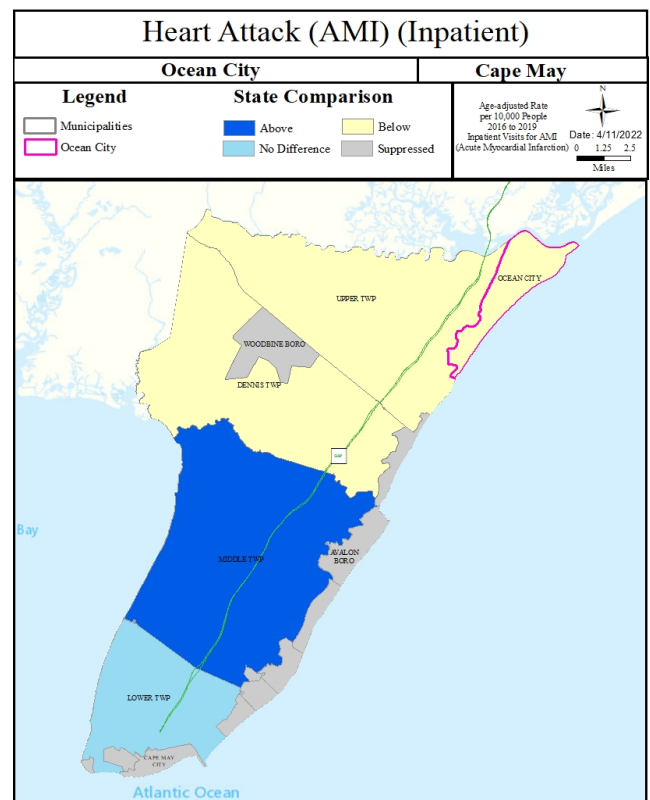 Heart Attack (AMI) (Inpatient)
Ocean City
Cape May
Legend
Municipalities
Ocean City
State Comparison
Above
Below
No Difference
Suppressed
Age-adjusted Rate
per 10,000 People
2016 to 2019
Inpatient Visits for AMI
(Acute Myocardial Infarction)
N
Date: 4/11/2022
0 1.25 2.5
Miles
OCEAN CITY
UPPER TWP
WOODBINE BORO
DENNIS TWP
GSP
Bay
AVALON
BORO
MIDDLE TWP
LOWER TWP
CAPE MAY
CITY
Atlantic Ocean